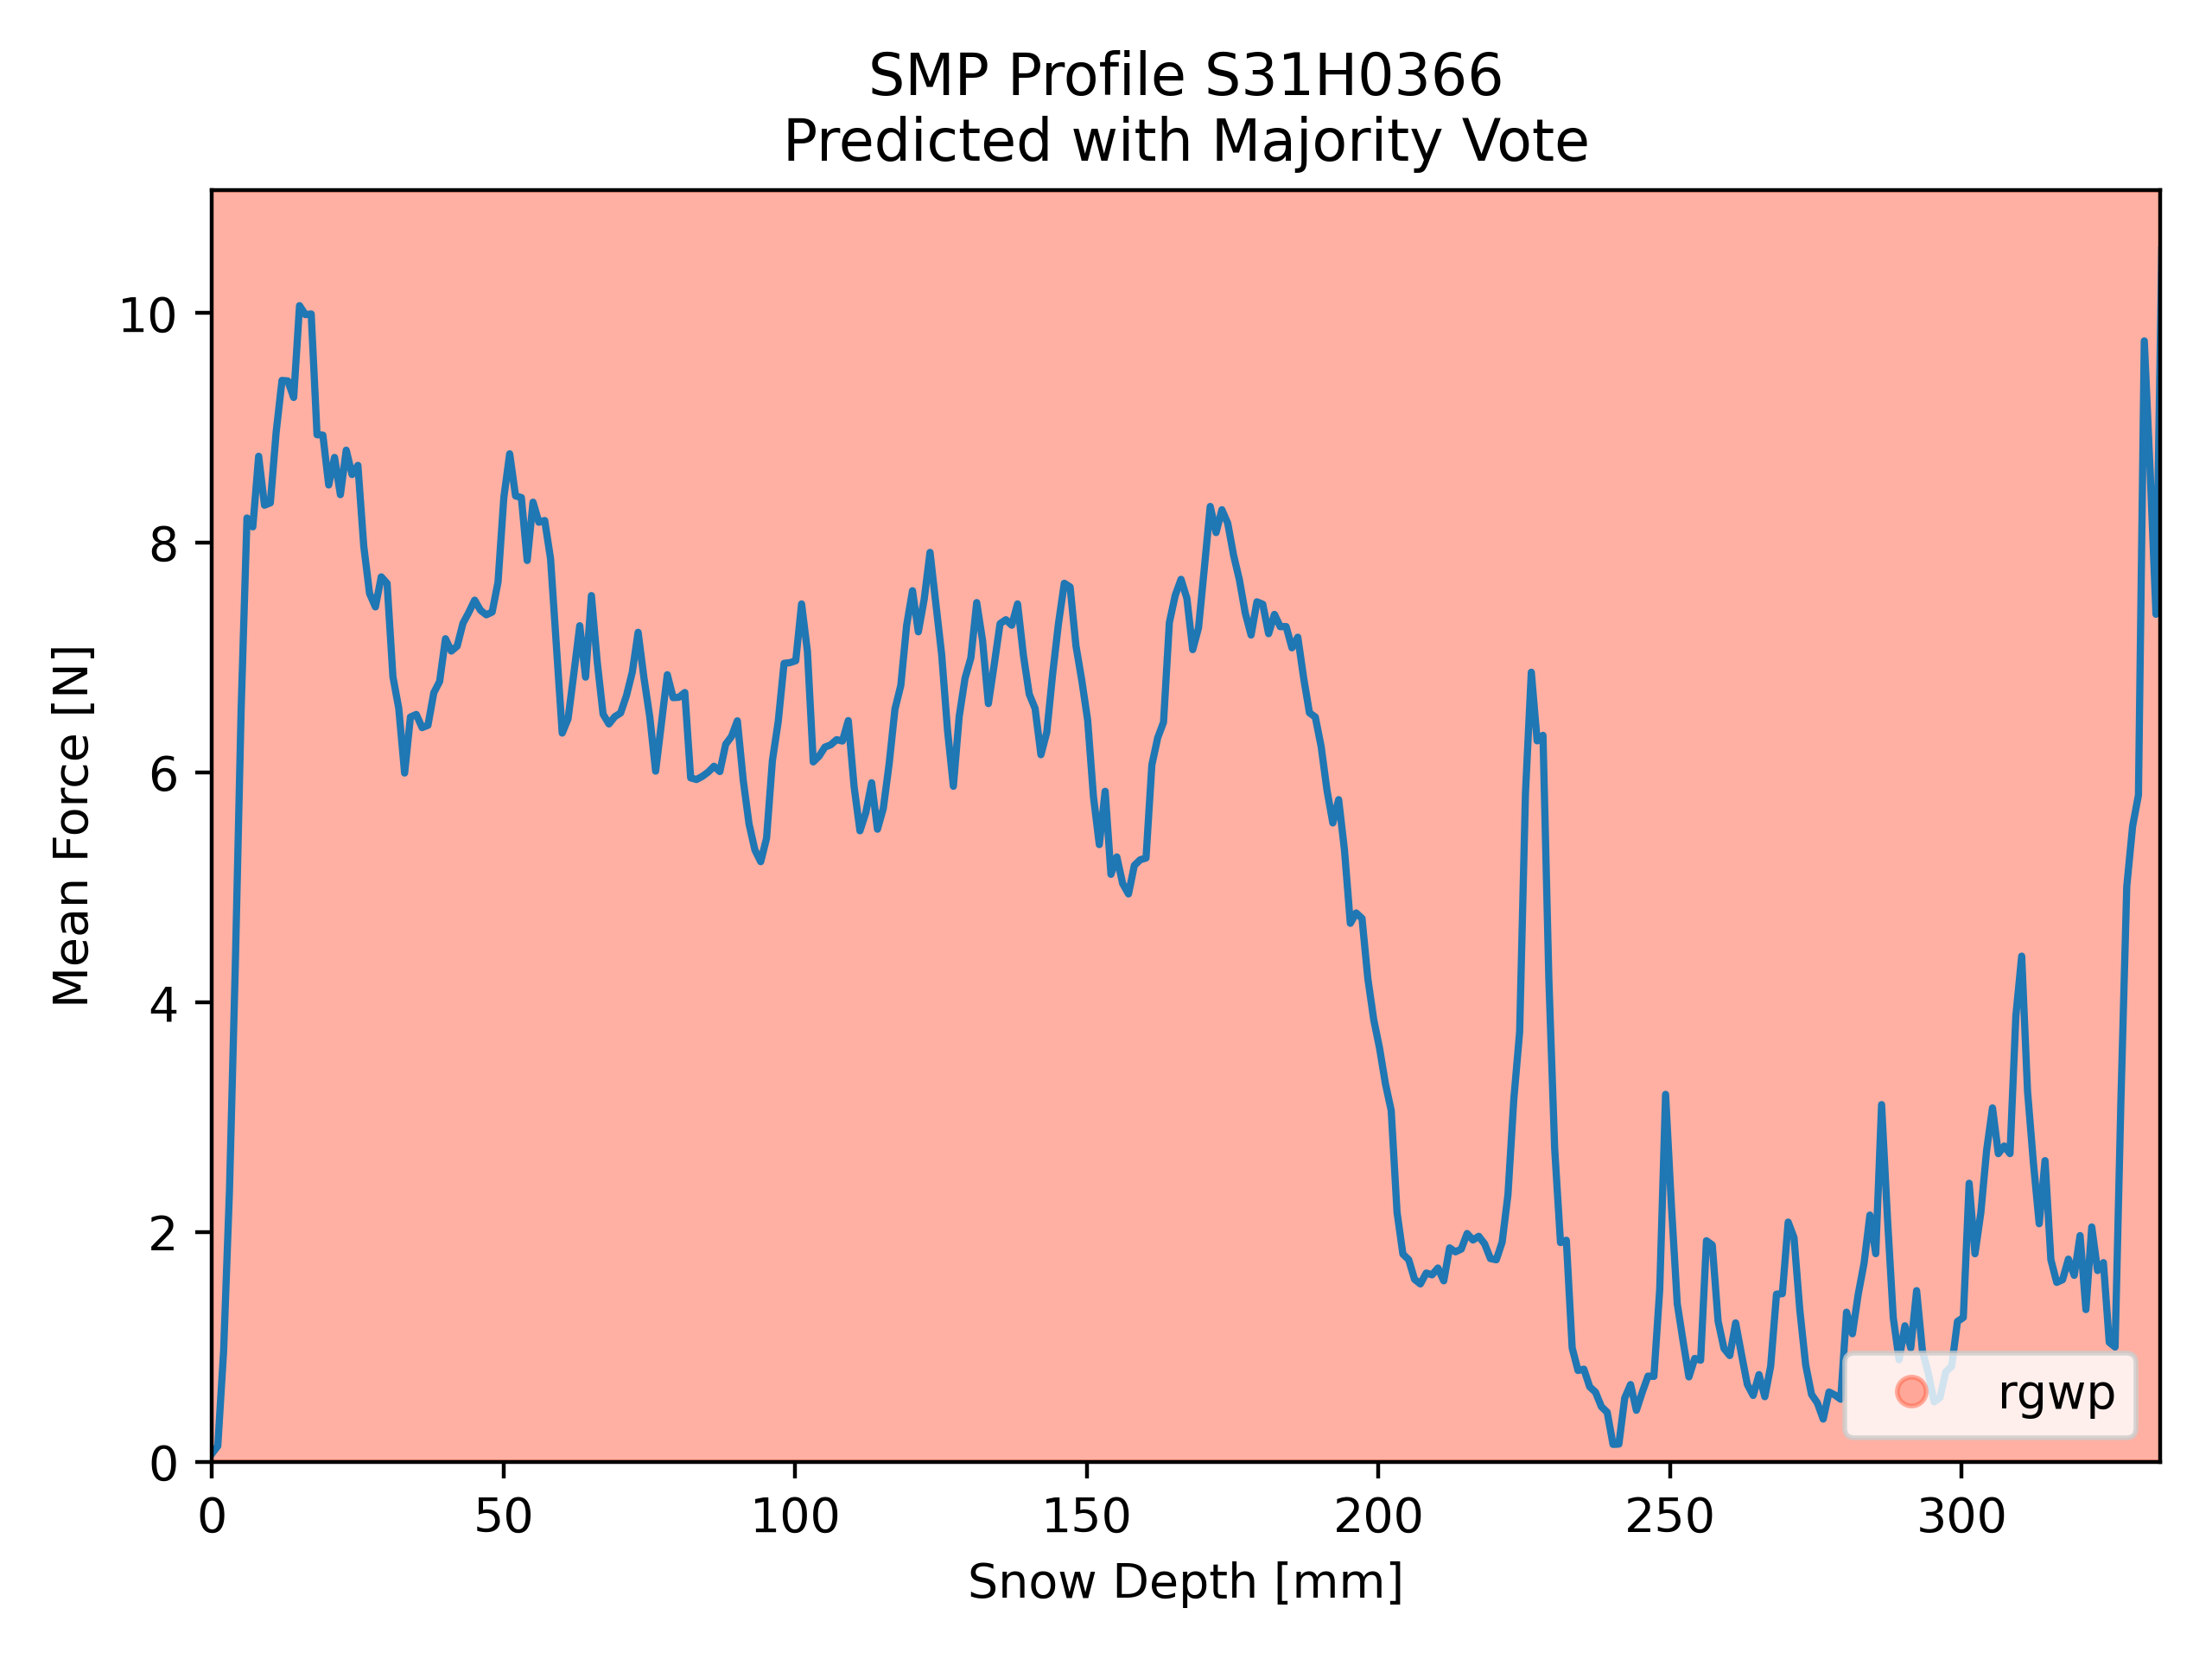 SMP Profile S31H0366
Predicted with Majority Vote
Mean Force [N]
10
8
6
4
2
0
0 50 100 150 200 250 300
Snow Depth [mm]
rgwp